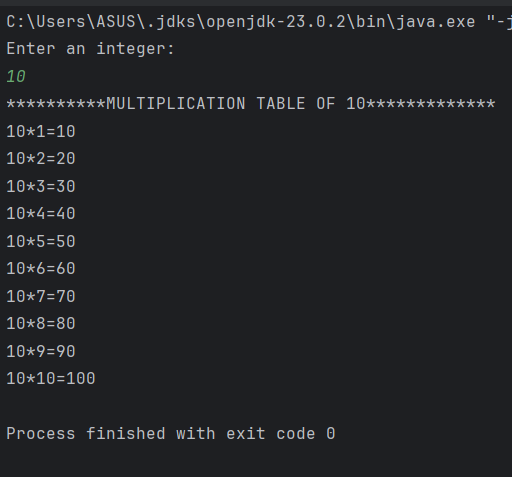 C:\Users\ASUS\.jdks\openjdk-23.0.2\bin\java.exe "-j
Enter an integer:
10
**********MULTIPLICATION TABLE OF 10*************
10*1=10
10*2=20
10*3=30
10*4=40
10*5=50
10*6=60
10*7=70
10*8=80
10*9=90
10*10=100
Process finished with exit code 0